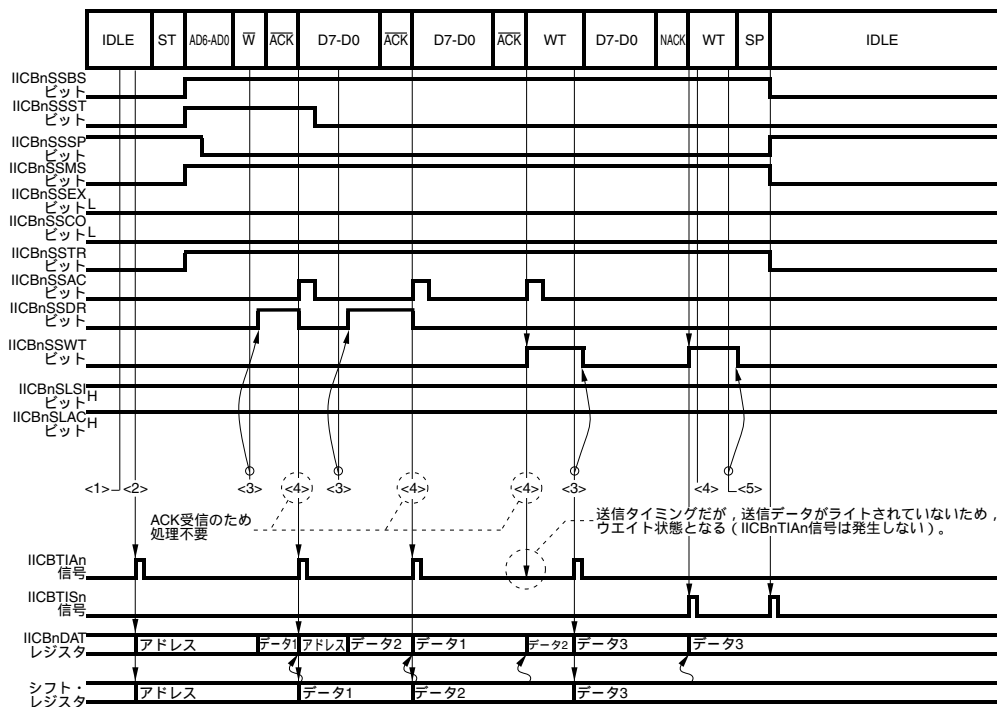 IDLE ST AD6-AD0 W ACK D7-D0 ACK D7-D0 ACK WT D7-D0 NACK WT SP IDLE
IICBnSSBS
ビット
IICBnSSST
ビット
IICBnSSSP
ビット
IICBnSSMS
ビット
IICBnSSEX
ビット L
IICBnSSCO
ビット L
IICBnSSTR
ビット
IICBnSSAC
ビット
IICBnSSDR
ビット
IICBnSSWT
ビット
IICBnSLSI
ビット H
IICBnSLAC
ビット H
<1> <2> <3> <4> <3> <4> <4> <3> <4> <5>
ACK受信のため
処理不要
送信タイミングだが，送信データがライトされていないため，
ウエイト状態となる（IICBnTIAn信号は発生しない）。
IICBTIAn
信号
IICBTISn
信号
IICBnDAT
レジスタ
アドレス データ1 アドレス データ2 データ1 データ2 データ3 データ3
シフト・
レジスタ
アドレス データ1 データ2 データ3